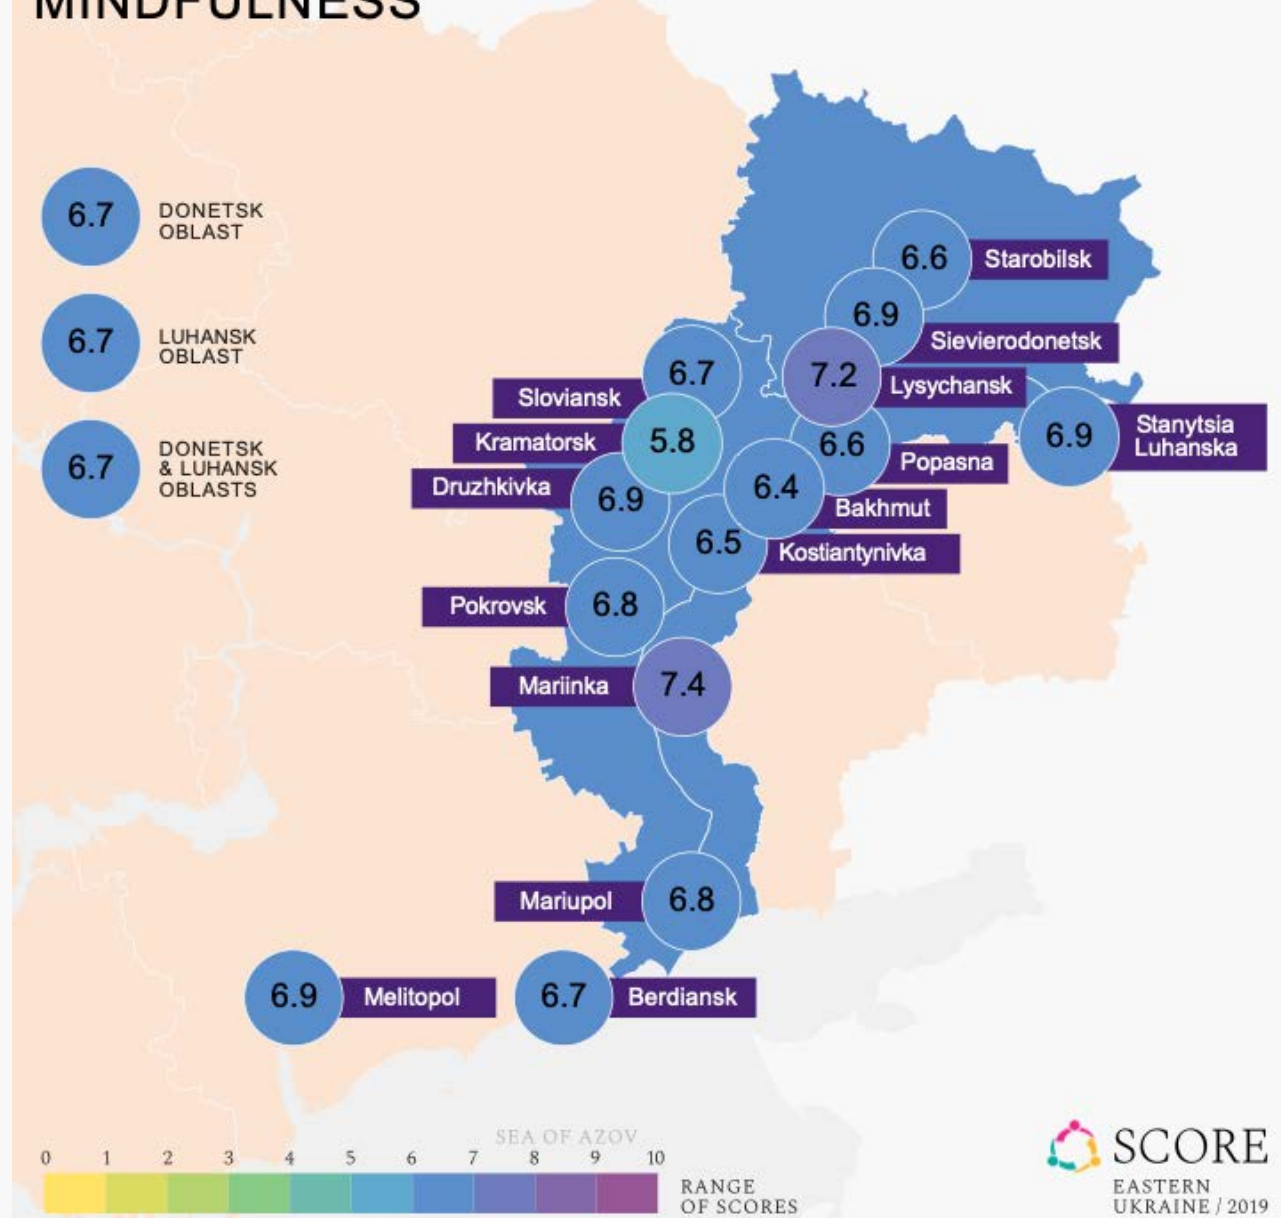 MINDFULNESS
6.7
DONETSK
OBLAST
6.7
LUHANSK
OBLAST
6.7
DONETSK
& LUHANSK
OBLASTS
6.6
Starobilsk
6.9
Sievierodonetsk
7.2
Lysychansk
6.7
Sloviansk
5.8
Kramatorsk
6.6
Popasna
6.9
Stanytsia
Luhanska
6.9
Druzhkivka
6.4
Bakhmut
6.5
Kostiantynivka
6.8
Pokrovsk
7.4
Mariinka
6.8
Mariupol
6.9
Melitopol
6.7
Berdiansk
SEA OF AZOV
0 1 2 3 4 5 6 7 8 9 10
RANGE
OF SCORES
SCORE
EASTERN
UKRAINE / 2019